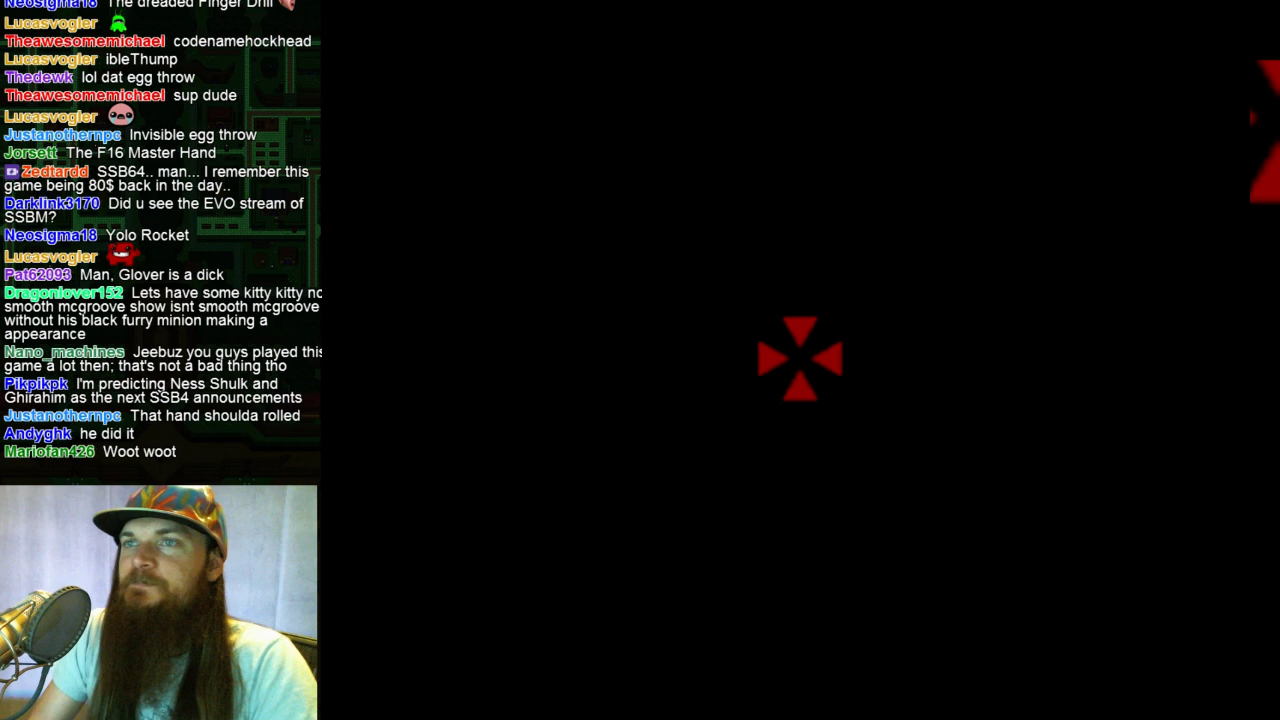 Neosigma18 The dreaded Finger Drill
Lucasvogler
Theawesomemichael codenamehockhead
Lucasvogler ibleThump
Thedewk lol dat egg throw
Theawesomemichael sup dude
Lucasvogler
Justanothernpc Invisible egg throw
Jorsett The F16 Master Hand
Zedtardd SSB64.. man... I remember this
game being 80$ back in the day..
Darklink3170 Did u see the EVO stream of
SSBM?
Neosigma18 Yolo Rocket
Lucasvogler
Pat62093 Man, Glover is a dick
Dragonlover152 Lets have some kitty kitty no
smooth mcgroove show isnt smooth mcgroove
without his black furry minion making a
appearance
Nano_machines Jeebuz you guys played this
game a lot then; that's not a bad thing tho
Pikpikpk I'm predicting Ness Shulk and
Ghirahim as the next SSB4 announcements
Justanothernpc That hand shoulda rolled
Andyghk he did it
Mariofan426 Woot woot